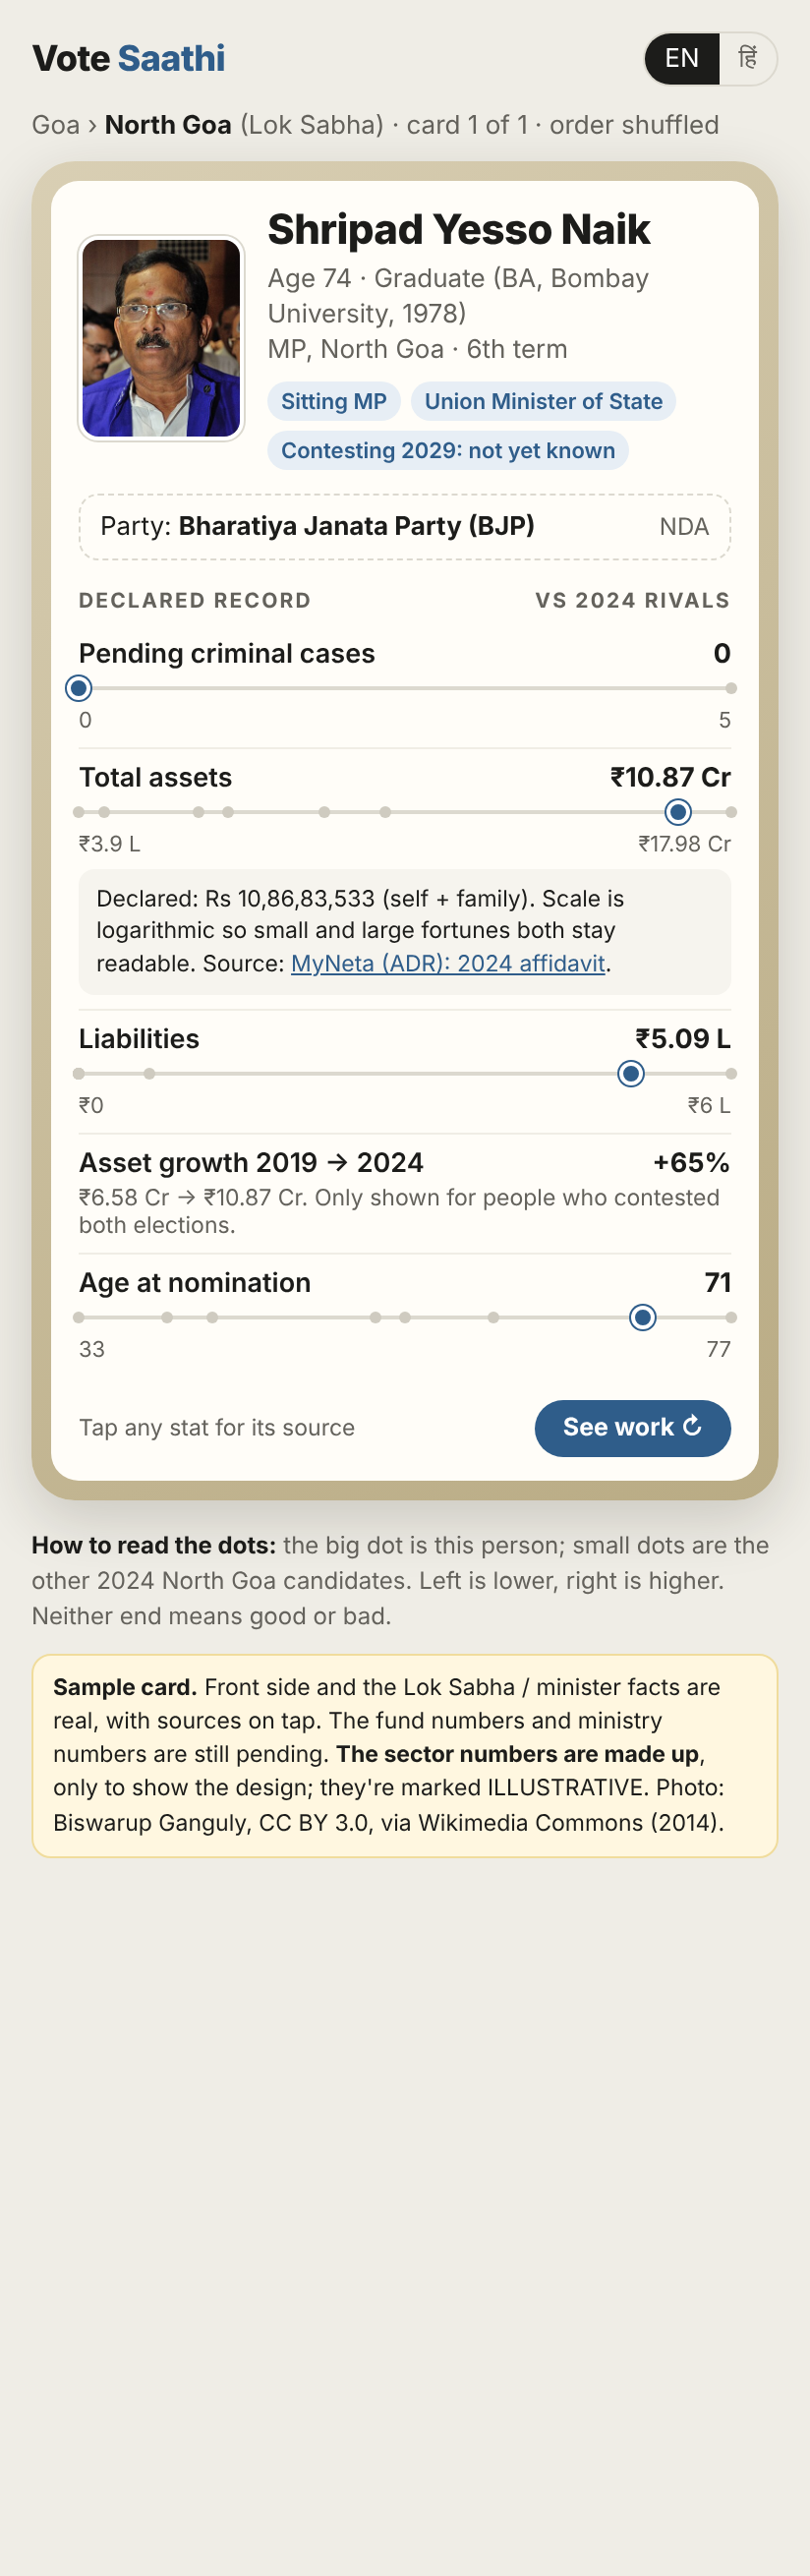 Vote Saathi
EN हिं
Goa › North Goa (Lok Sabha) · card 1 of 1 · order shuffled
Shripad Yesso Naik
Age 74 · Graduate (BA, Bombay
University, 1978)
MP, North Goa · 6th term
Sitting MP Union Minister of State
Contesting 2029: not yet known
Party: Bharatiya Janata Party (BJP) NDA
DECLARED RECORD VS 2024 RIVALS
Pending criminal cases 0
0 5
Total assets ₹10.87 Cr
₹3.9 L ₹17.98 Cr
Declared: Rs 10,86,83,533 (self + family). Scale is
logarithmic so small and large fortunes both stay
readable. Source: MyNeta (ADR): 2024 affidavit.
Liabilities ₹5.09 L
₹0 ₹6 L
Asset growth 2019 → 2024 +65%
₹6.58 Cr → ₹10.87 Cr. Only shown for people who contested
both elections.
Age at nomination 71
33 77
Tap any stat for its source See work ↻
How to read the dots: the big dot is this person; small dots are the
other 2024 North Goa candidates. Left is lower, right is higher.
Neither end means good or bad.
Sample card. Front side and the Lok Sabha / minister facts are
real, with sources on tap. The fund numbers and ministry
numbers are still pending. The sector numbers are made up,
only to show the design; they're marked ILLUSTRATIVE. Photo:
Biswarup Ganguly, CC BY 3.0, via Wikimedia Commons (2014).